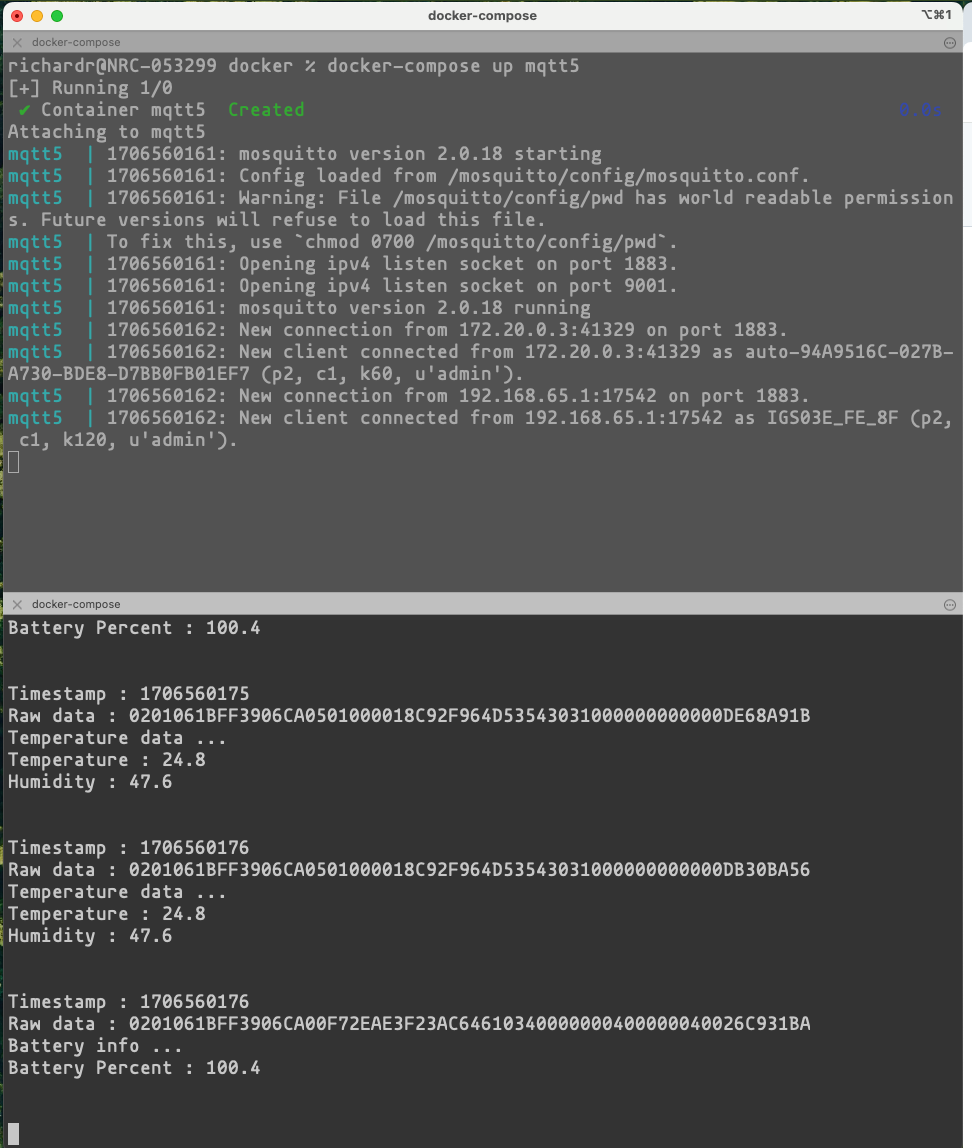 docker-compose
⌥⌘1
docker-compose
richardr@NRC-053299 docker % docker-compose up mqtt5
[+] Running 1/0
✔ Container mqtt5  Created 0.0s
Attaching to mqtt5
mqtt5  | 1706560161: mosquitto version 2.0.18 starting
mqtt5  | 1706560161: Config loaded from /mosquitto/config/mosquitto.conf.
mqtt5  | 1706560161: Warning: File /mosquitto/config/pwd has world readable permission
s. Future versions will refuse to load this file.
mqtt5  | To fix this, use `chmod 0700 /mosquitto/config/pwd`.
mqtt5  | 1706560161: Opening ipv4 listen socket on port 1883.
mqtt5  | 1706560161: Opening ipv4 listen socket on port 9001.
mqtt5  | 1706560161: mosquitto version 2.0.18 running
mqtt5  | 1706560162: New connection from 172.20.0.3:41329 on port 1883.
mqtt5  | 1706560162: New client connected from 172.20.0.3:41329 as auto-94A9516C-027B-
A730-BDE8-D7BB0FB01EF7 (p2, c1, k60, u'admin').
mqtt5  | 1706560162: New connection from 192.168.65.1:17542 on port 1883.
mqtt5  | 1706560162: New client connected from 192.168.65.1:17542 as IGS03E_FE_8F (p2,
 c1, k120, u'admin').
docker-compose
Battery Percent : 100.4
Timestamp : 1706560175
Raw data : 0201061BFF3906CA0501000018C92F964D53543031000000000000DE68A91B
Temperature data ...
Temperature : 24.8
Humidity : 47.6
Timestamp : 1706560176
Raw data : 0201061BFF3906CA0501000018C92F964D53543031000000000000DB30BA56
Temperature data ...
Temperature : 24.8
Humidity : 47.6
Timestamp : 1706560176
Raw data : 0201061BFF3906CA00F72EAE3F23AC64610340000000400000040026C931BA
Battery info ...
Battery Percent : 100.4